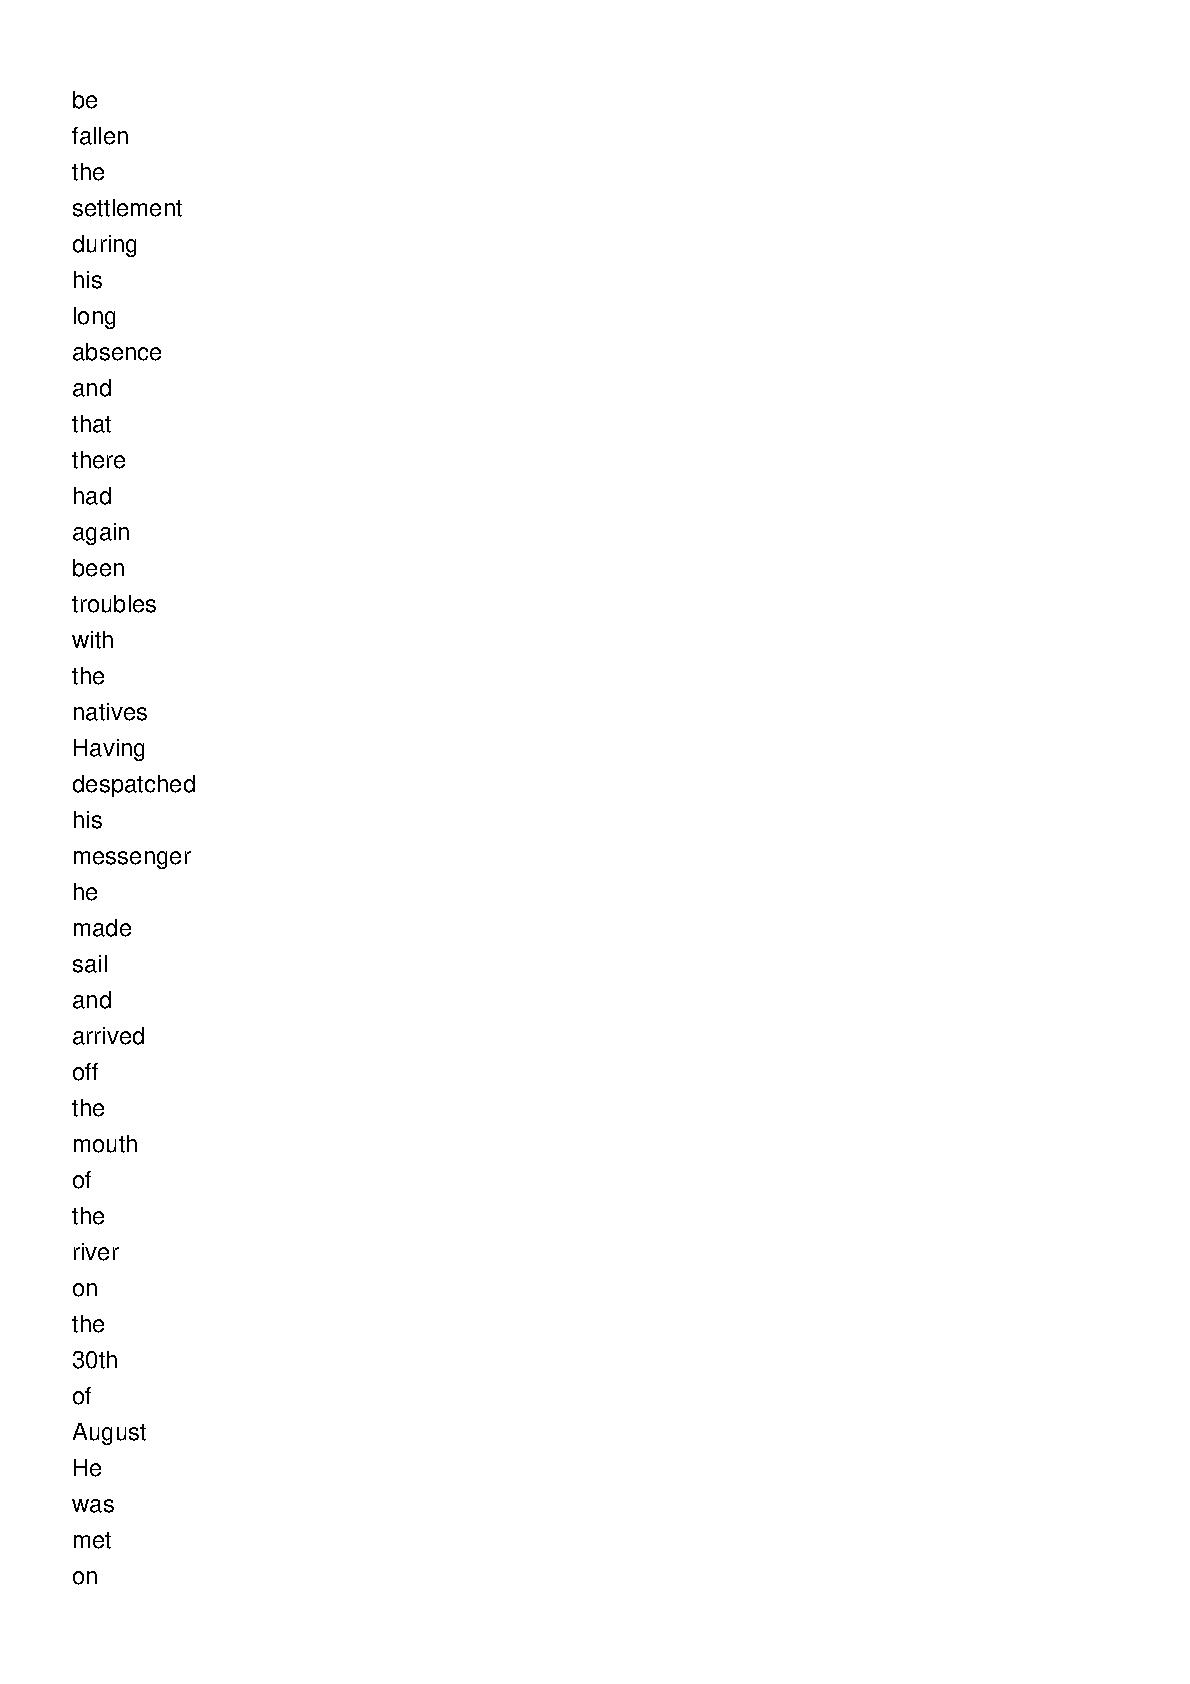 be
fallen
the
settlement
during
his
long
absence
and
that
there
had
again
been
troubles
with
the
natives
Having
despatched
his
messenger
he
made
sail
and
arrived
off
the
mouth
of
the
river
on
the
30th
of
August
He
was
met
on